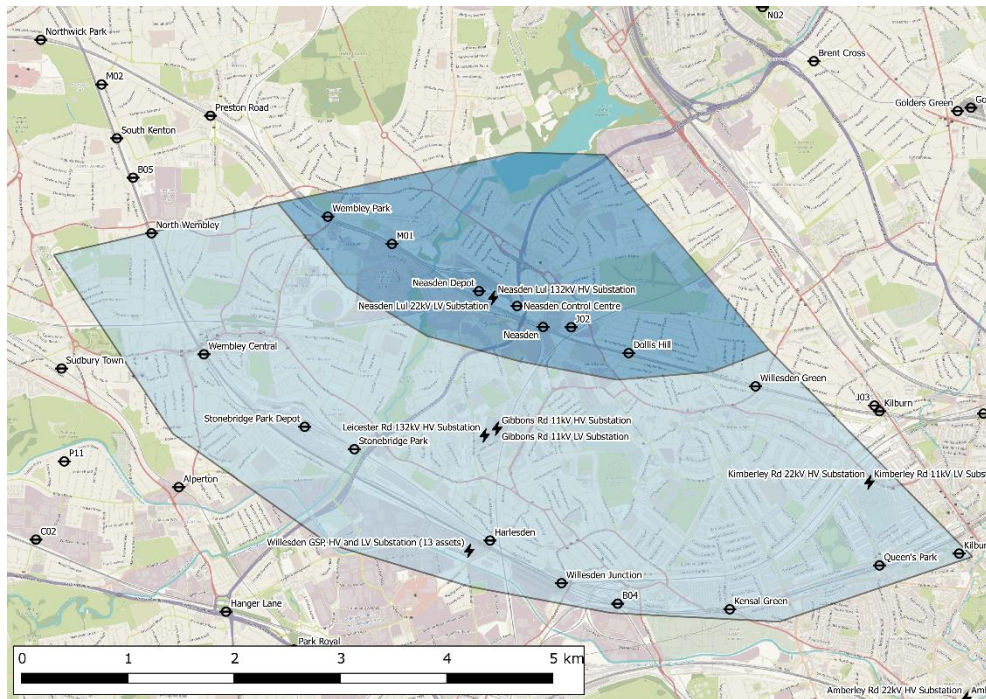 N02
Northwick Park
Brent Cross
M02
Golders Green
Go
Preston Road
South Kenton
B05
Wembley Park
North Wembley
M01
Neasden Depot
Neasden Lul 132kV HV Substation
Neasden Lul 22kV LV Substation
Neasden Control Centre
Neasden
J02
Dollis Hill
Wembley Central
Sudbury Town
Willesden Green
J03
Kilburn
Stonebridge Park Depot
Leicester Rd 132kV HV Substation
Gibbons Rd 11kV HV Substation
Gibbons Rd 11kV LV Substation
Stonebridge Park
P11
Kimberley Rd 22kV HV Substation
Kimberley Rd 11kV LV Substation
Alperton
C02
Harlesden
Willesden GSP, HV and LV Substation (13 assets)
Kilbur
Queen's Park
Willesden Junction
B04
Kensal Green
Hanger Lane
Park Royal
0 1 2 3 4 5 km
Amberley Rd 22kV HV Substation
Am